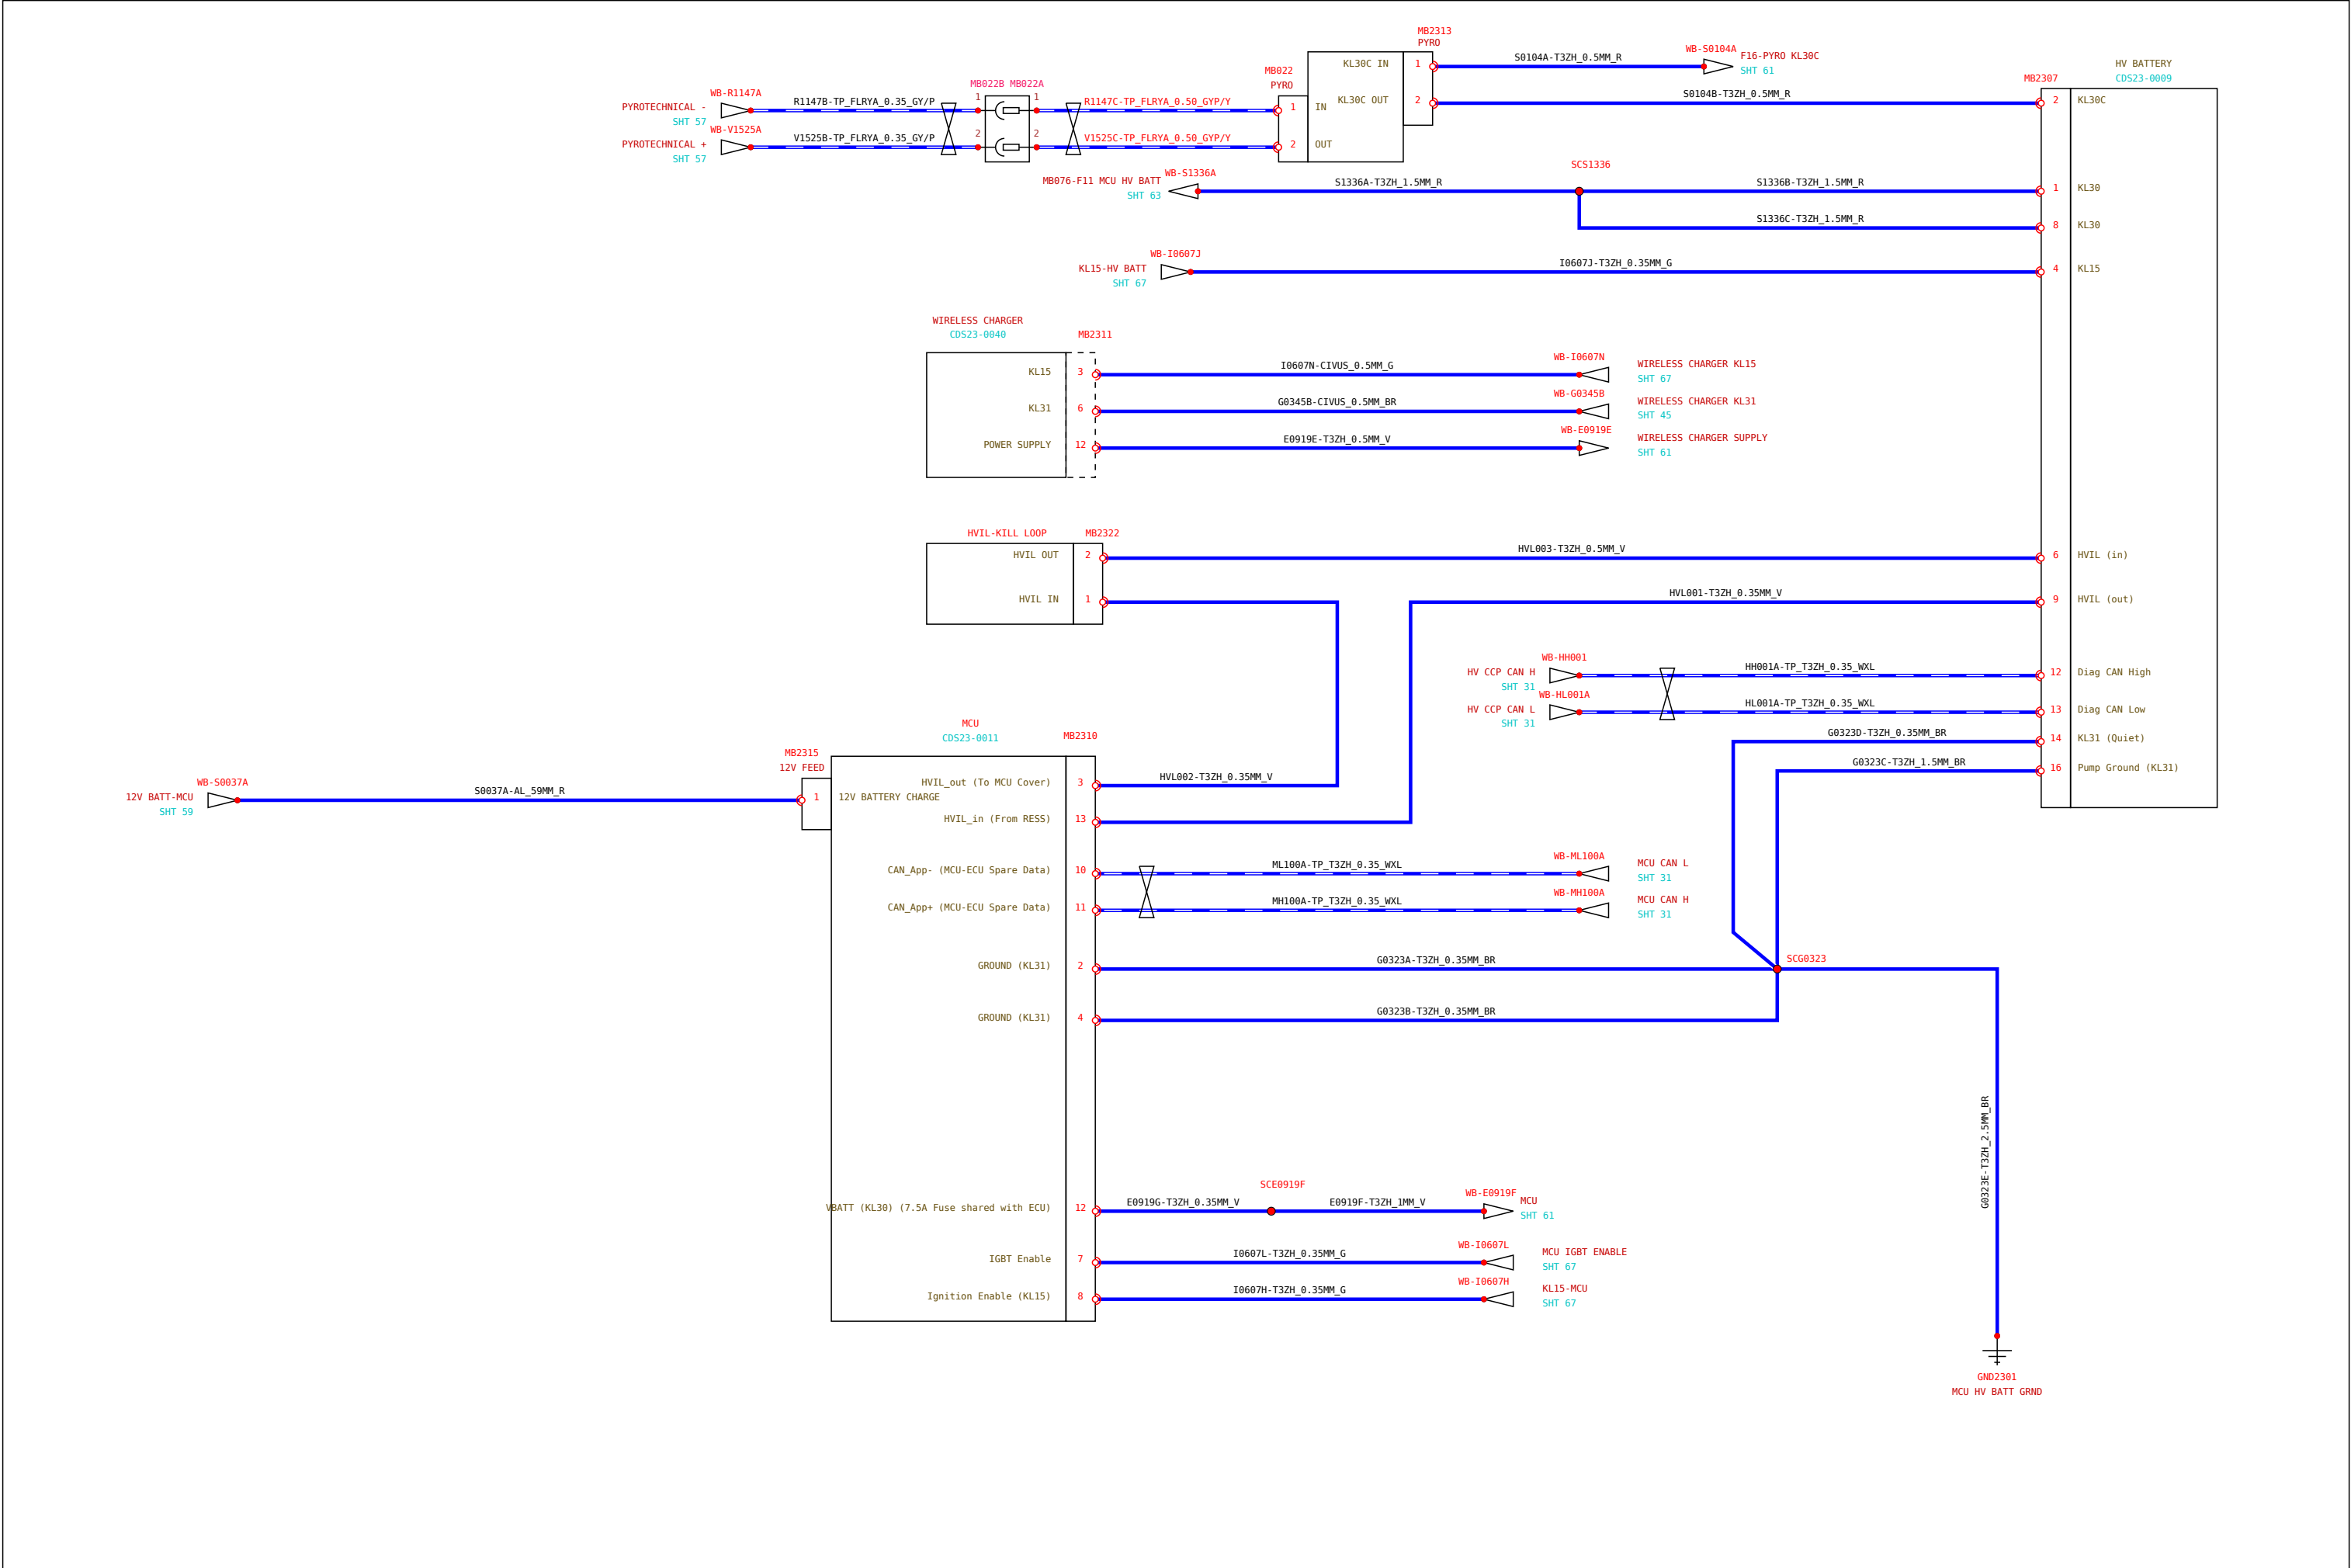 MB2313
PYRO
KL30C IN
1
S0104A-T3ZH_0.5MM_R
WB-S0104A
F16-PYRO KL30C
SHT 61
KL30C OUT
2
S0104B-T3ZH_0.5MM_R
HV BATTERY
CDS23-0009
MB2307
2
KL30C
MB022
PYRO
1
IN
2
OUT
MB022B MB022A
WB-R1147A
PYROTECHNICAL -
SHT 57
R1147B-TP_FLRYA_0.35_GY/P
1
1
R1147C-TP_FLRYA_0.50_GYP/Y
WB-V1525A
PYROTECHNICAL +
SHT 57
V1525B-TP_FLRYA_0.35_GY/P
2
2
V1525C-TP_FLRYA_0.50_GYP/Y
WB-S1336A
MB076-F11 MCU HV BATT
SHT 63
S1336A-T3ZH_1.5MM_R
SCS1336
S1336B-T3ZH_1.5MM_R
1
KL30
S1336C-T3ZH_1.5MM_R
8
KL30
WB-I0607J
KL15-HV BATT
SHT 67
I0607J-T3ZH_0.35MM_G
4
KL15
WIRELESS CHARGER
CDS23-0040
MB2311
KL15
3
I0607N-CIVUS_0.5MM_G
WB-I0607N
WIRELESS CHARGER KL15
SHT 67
KL31
6
G0345B-CIVUS_0.5MM_BR
WB-G0345B
WIRELESS CHARGER KL31
SHT 45
POWER SUPPLY
12
E0919E-T3ZH_0.5MM_V
WB-E0919E
WIRELESS CHARGER SUPPLY
SHT 61
HVIL-KILL LOOP
MB2322
HVIL OUT
2
HVL003-T3ZH_0.5MM_V
6
HVIL (in)
HVIL IN
1
HVL001-T3ZH_0.35MM_V
9
HVIL (out)
WB-HH001
HV CCP CAN H
SHT 31
HH001A-TP_T3ZH_0.35_WXL
12
Diag CAN High
WB-HL001A
HV CCP CAN L
SHT 31
HL001A-TP_T3ZH_0.35_WXL
13
Diag CAN Low
G0323D-T3ZH_0.35MM_BR
14
KL31 (Quiet)
G0323C-T3ZH_1.5MM_BR
16
Pump Ground (KL31)
MCU
CDS23-0011
MB2310
MB2315
12V FEED
WB-S0037A
12V BATT-MCU
SHT 59
S0037A-AL_59MM_R
1
12V BATTERY CHARGE
HVIL_out (To MCU Cover)
3
HVL002-T3ZH_0.35MM_V
HVIL_in (From RESS)
13
CAN_App- (MCU-ECU Spare Data)
10
ML100A-TP_T3ZH_0.35_WXL
WB-ML100A
MCU CAN L
SHT 31
CAN_App+ (MCU-ECU Spare Data)
11
MH100A-TP_T3ZH_0.35_WXL
WB-MH100A
MCU CAN H
SHT 31
GROUND (KL31)
2
G0323A-T3ZH_0.35MM_BR
SCG0323
GROUND (KL31)
4
G0323B-T3ZH_0.35MM_BR
G0323E-T3ZH_2.5MM_BR
VBATT (KL30) (7.5A Fuse shared with ECU)
12
E0919G-T3ZH_0.35MM_V
SCE0919F
E0919F-T3ZH_1MM_V
WB-E0919F
MCU
SHT 61
IGBT Enable
7
I0607L-T3ZH_0.35MM_G
WB-I0607L
MCU IGBT ENABLE
SHT 67
Ignition Enable (KL15)
8
I0607H-T3ZH_0.35MM_G
WB-I0607H
KL15-MCU
SHT 67
GND2301
MCU HV BATT GRND